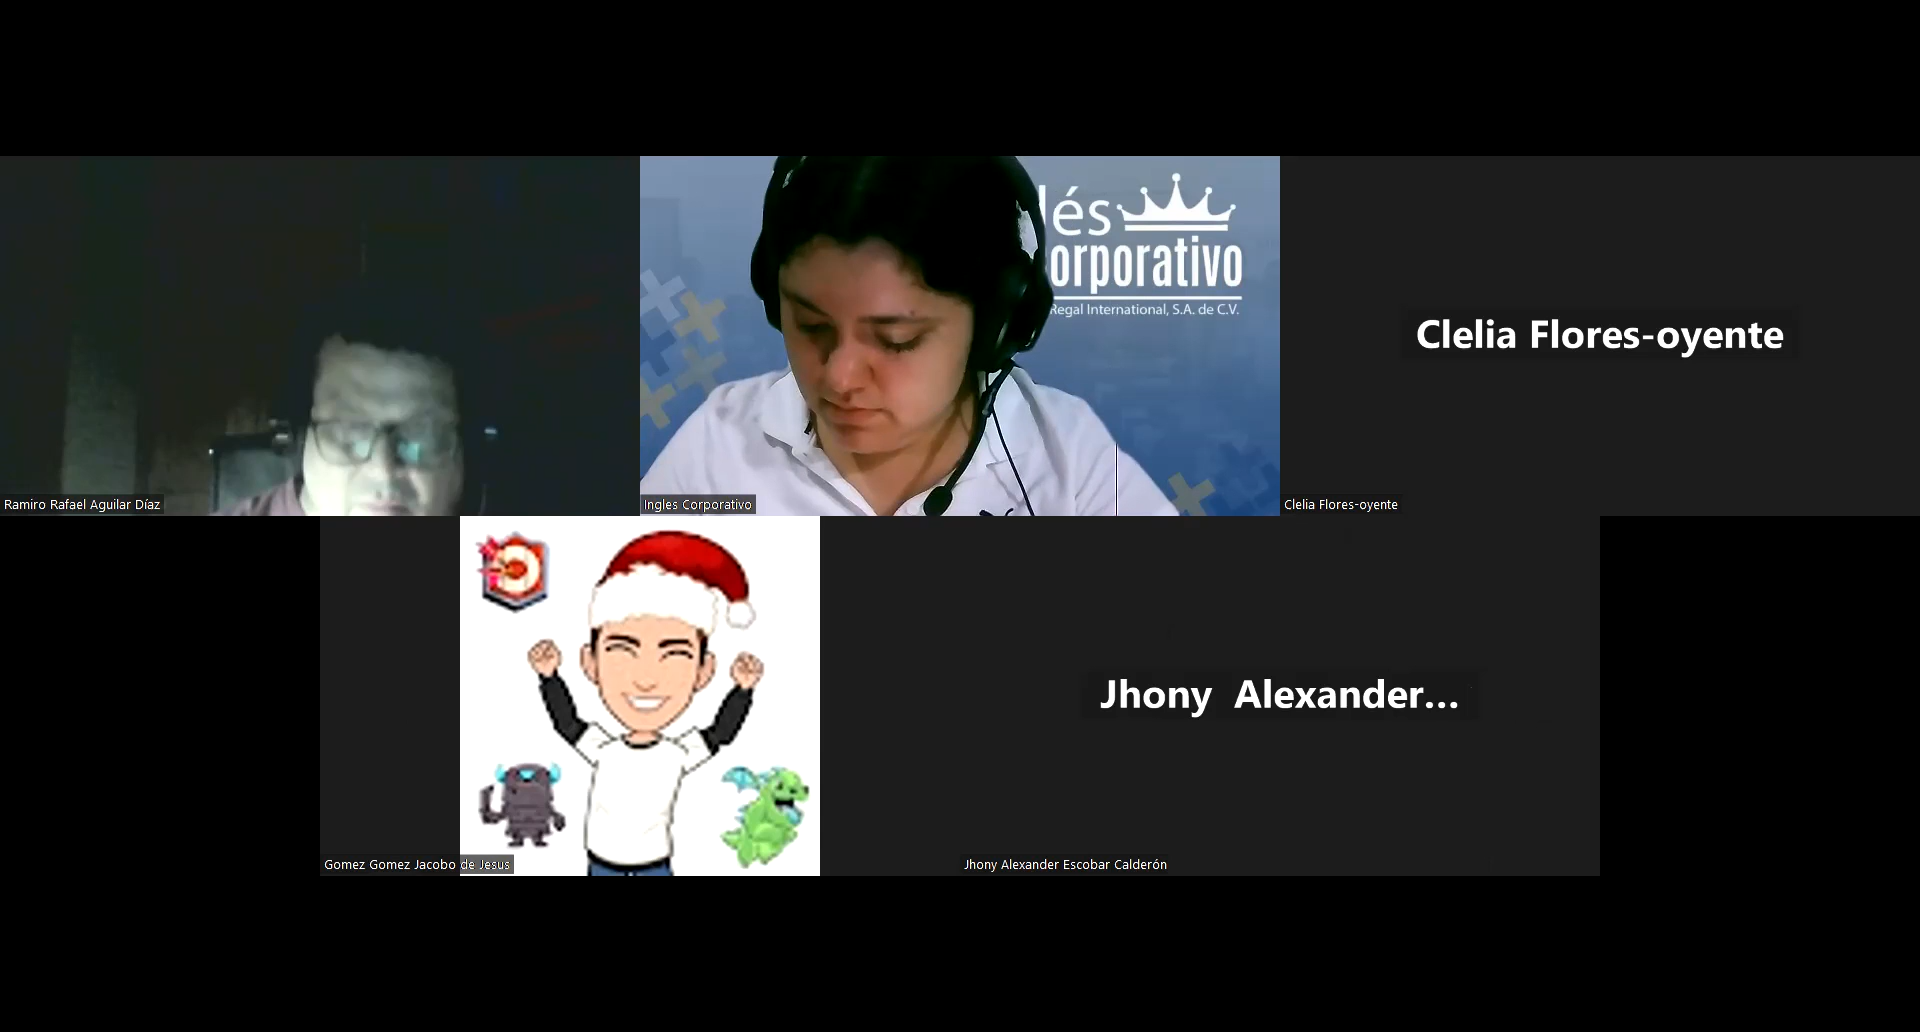 lés
orporativo
Regal International, S.A. de C.V.
Clelia Flores-oyente
Ramiro Rafael Aguilar Díaz
Ingles Corporativo
Clelia Flores-oyente
Jhony Alexander...
Gomez Gomez Jacobo de Jesus
Jhony Alexander Escobar Calderón